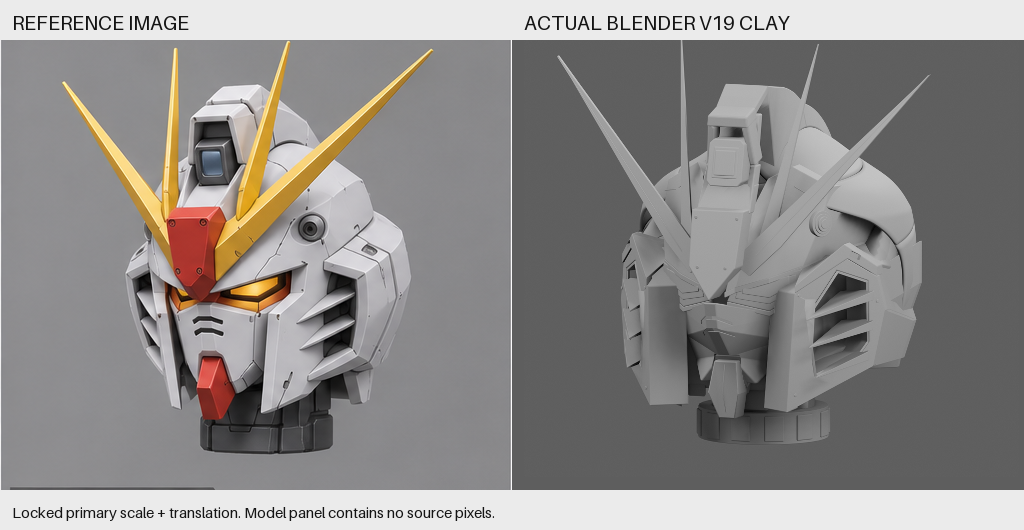 REFERENCE IMAGE
ACTUAL BLENDER V19 CLAY
Locked primary scale + translation. Model panel contains no source pixels.